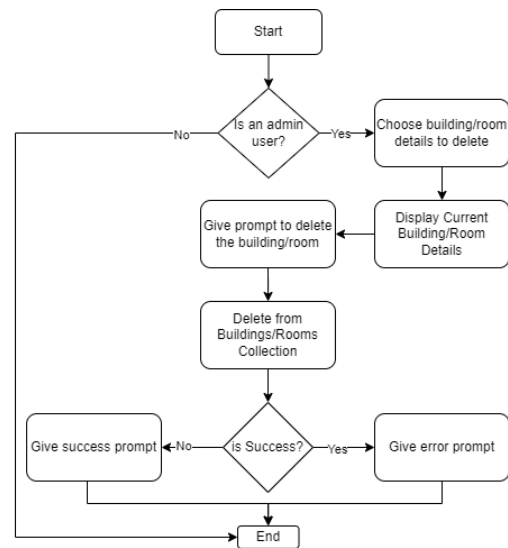 Start
Is an admin
user?
No
Yes
Choose building/room
details to delete
Display Current
Building/Room
Details
Give prompt to delete
the building/room
Delete from
Buildings/Rooms
Collection
is Success?
No
Yes
Give success prompt
Give error prompt
End